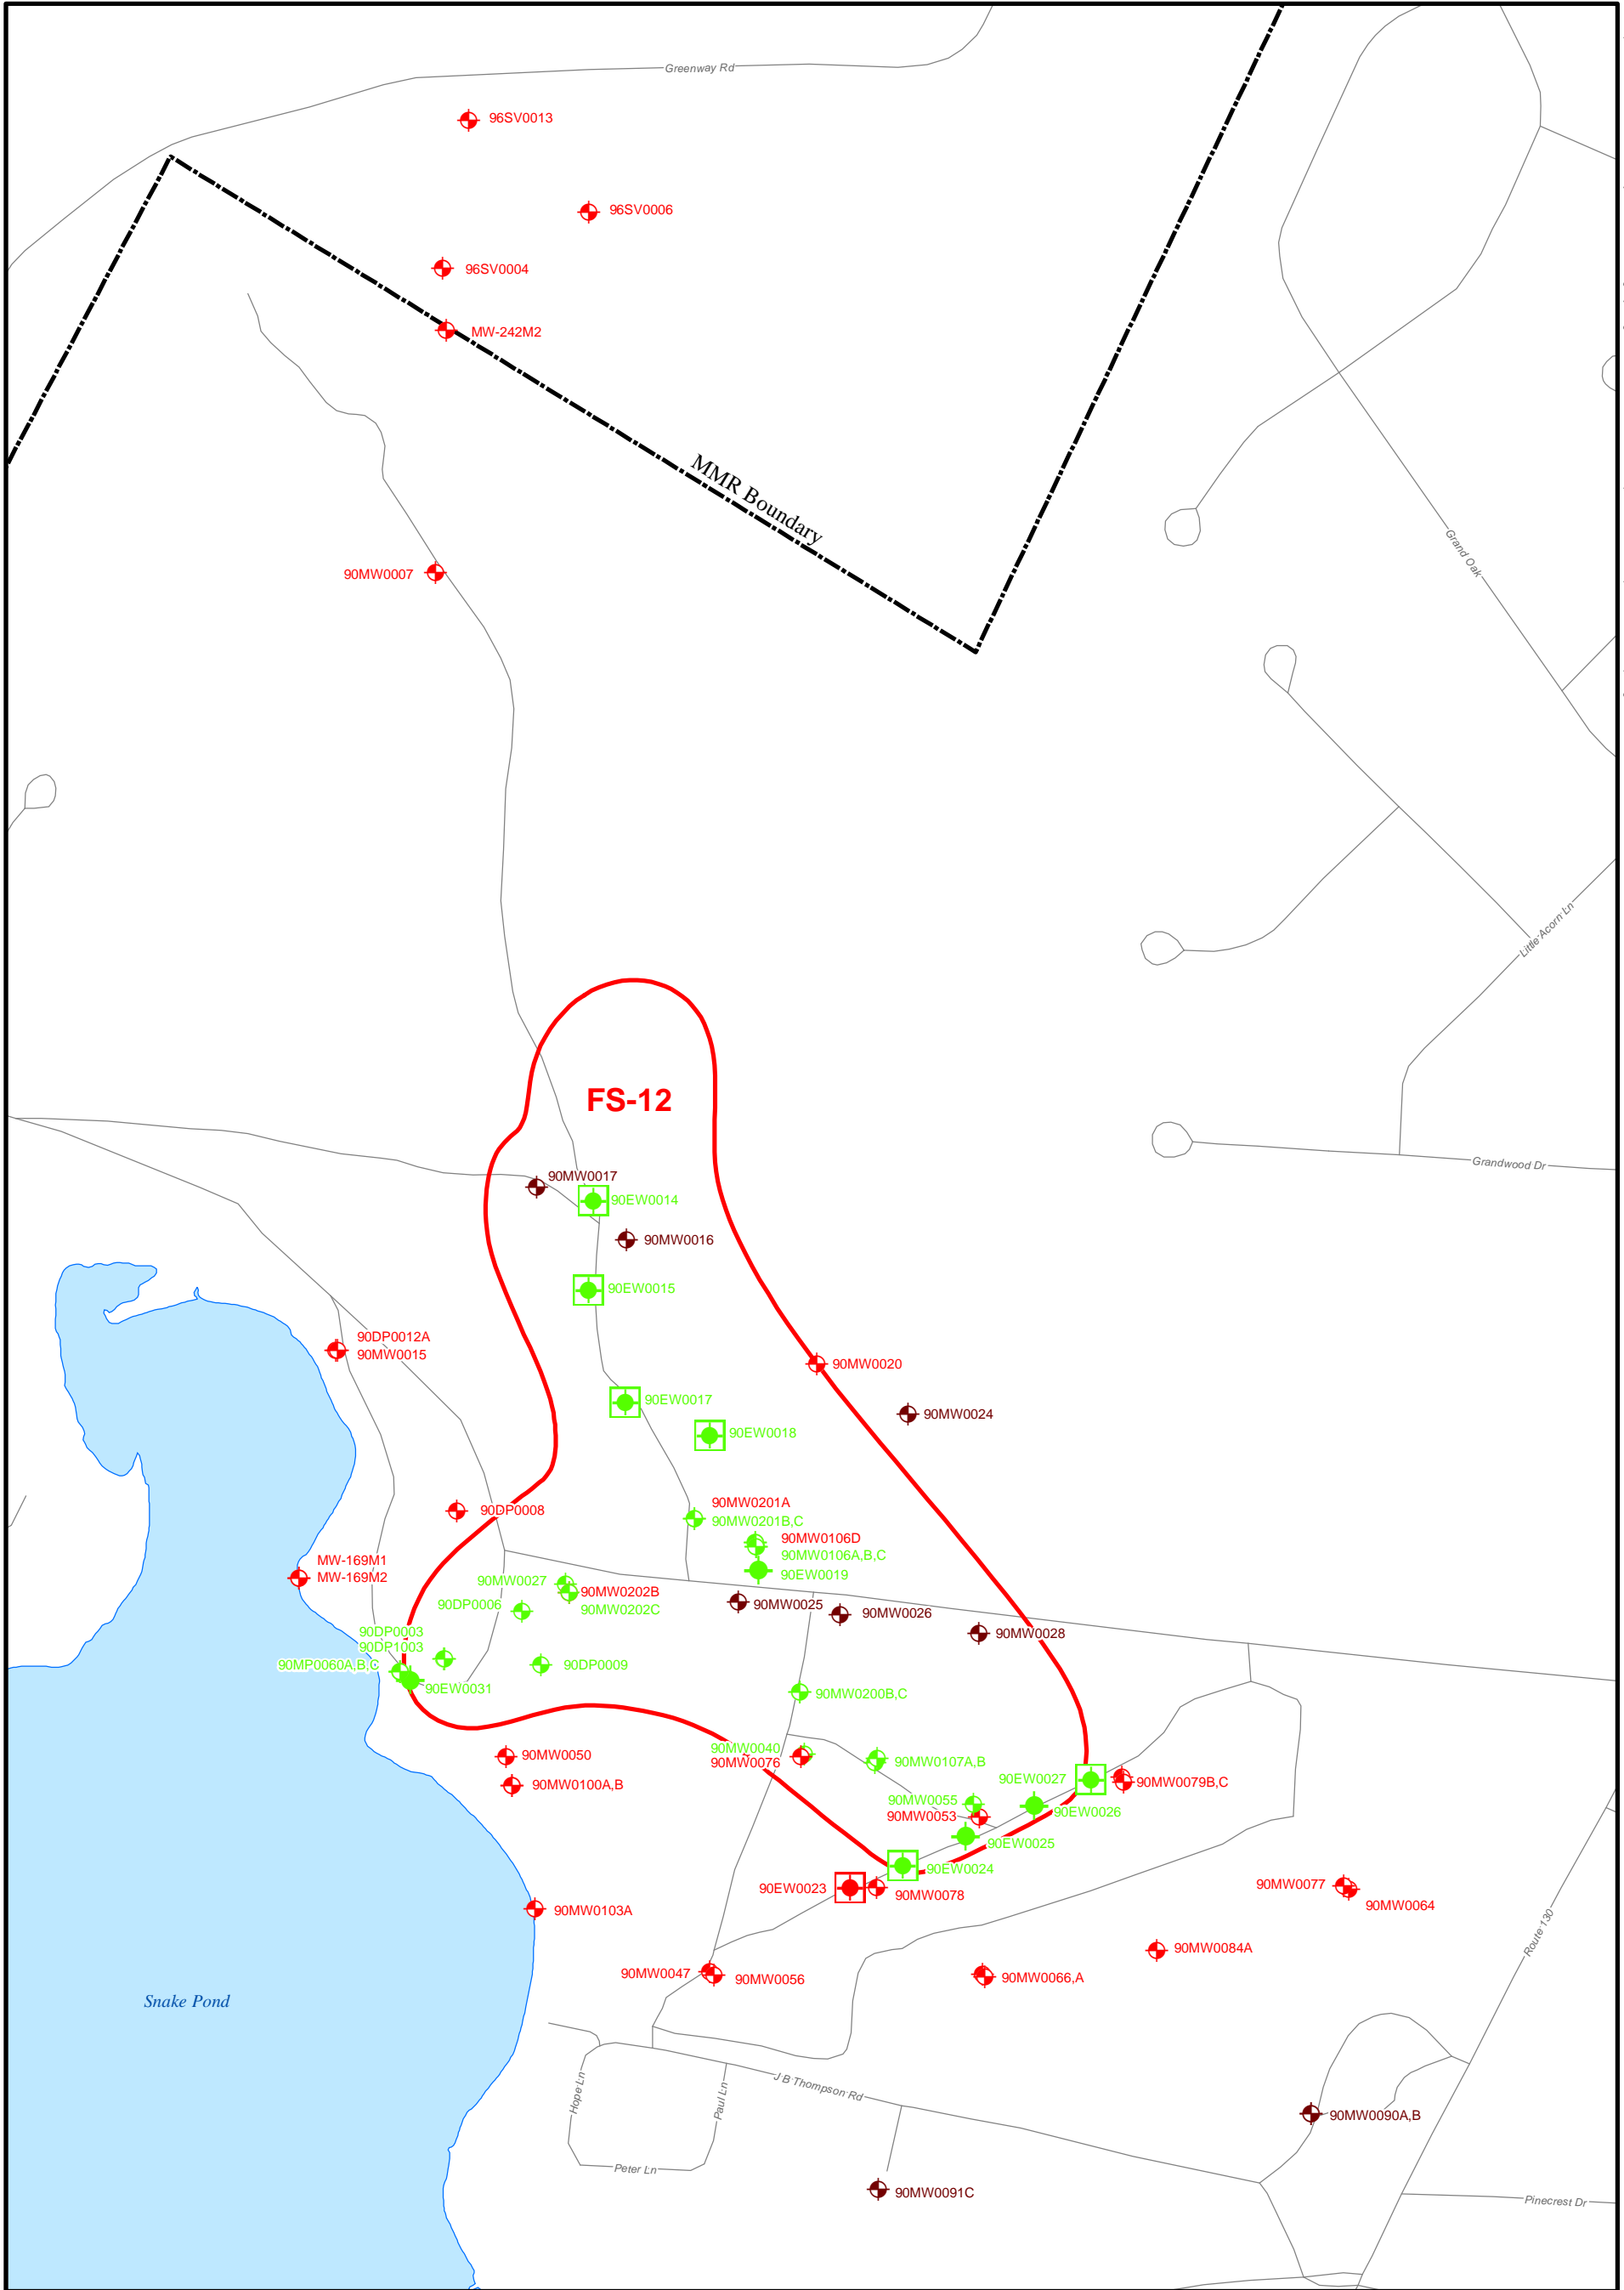 Greenway Rd
96SV0013
96SV0006
96SV0004
MW-242M2
MMR Boundary
Grand Oak
90MW0007
Little Acorn Ln
FS-12
Grandwood Dr
90MW0017
90EW0014
90MW0016
90EW0015
90DP0012A
90MW0015
90MW0020
90EW0017
90MW0024
90EW0018
90DP0008
90MW0201A
90MW0201B,C
90MW0106D
90MW0106A,B,C
90EW0019
MW-169M1
MW-169M2
90MW0027
90MW0202B
90MW0202C
90DP0006
90MW0025
90MW0026
90MW0028
90DP0003
90DP1003
90MP0060A,B,C
90EW0031
90DP0009
90MW0200B,C
90MW0040
90MW0076
90MW0050
90MW0100A,B
90MW0107A,B
90EW0027
90MW0079B,C
90MW0055
90MW0053
90EW0026
90EW0025
90EW0024
90EW0023
90MW0078
90MW0077
90MW0064
90MW0103A
90MW0084A
90MW0047
90MW0056
90MW0066,A
Route 130
Snake Pond
Hope Ln
Paul Ln
J B Thompson Rd
90MW0090A,B
Peter Ln
90MW0091C
Pinecrest Dr